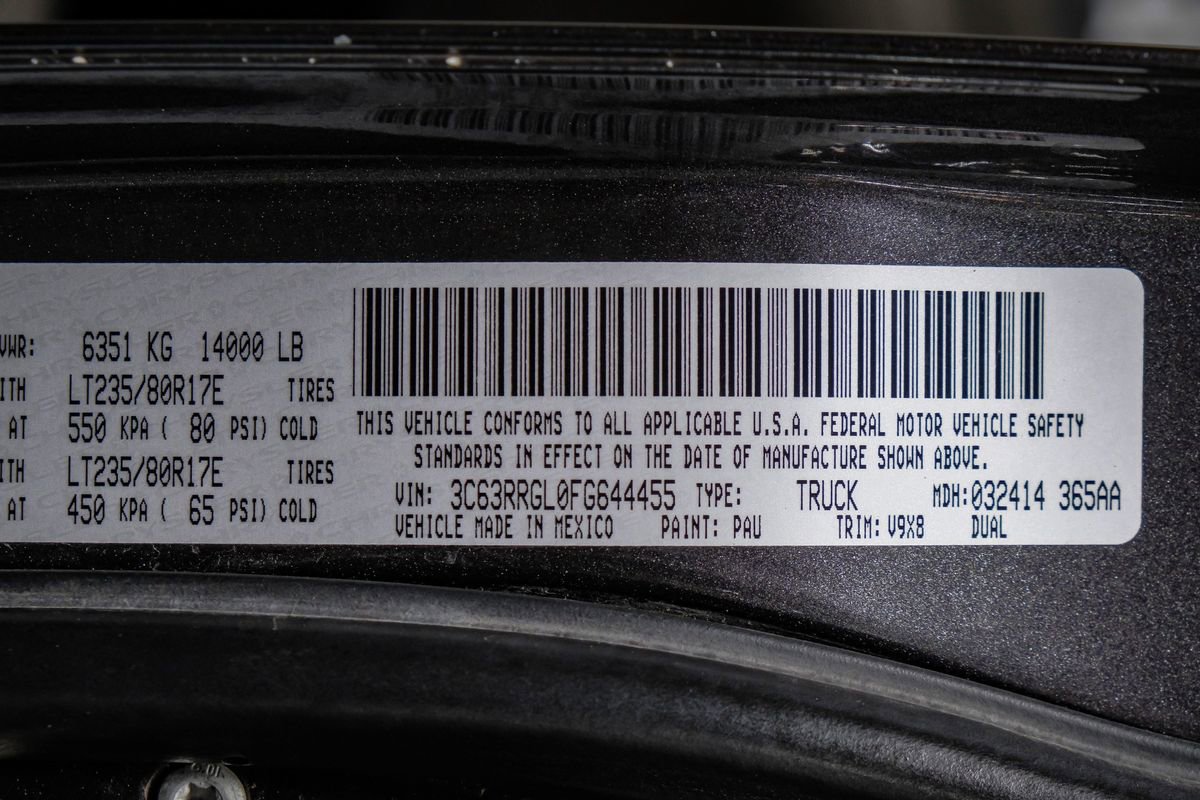 VWR: 6351 KG 14000 LB
ITH LT235/80R17E TIRES
AT 550 KPA ( 80 PSI) COLD
ITH LT235/80R17E TIRES
AT 450 KPA ( 65 PSI) COLD
THIS VEHICLE CONFORMS TO ALL APPLICABLE U.S.A. FEDERAL MOTOR VEHICLE SAFETY
STANDARDS IN EFFECT ON THE DATE OF MANUFACTURE SHOWN ABOVE.
VIN: 3C63RRGL0FG644455 TYPE: TRUCK MDH:032414 365AA
VEHICLE MADE IN MEXICO PAINT: PAU TRIM: V9X8 DUAL